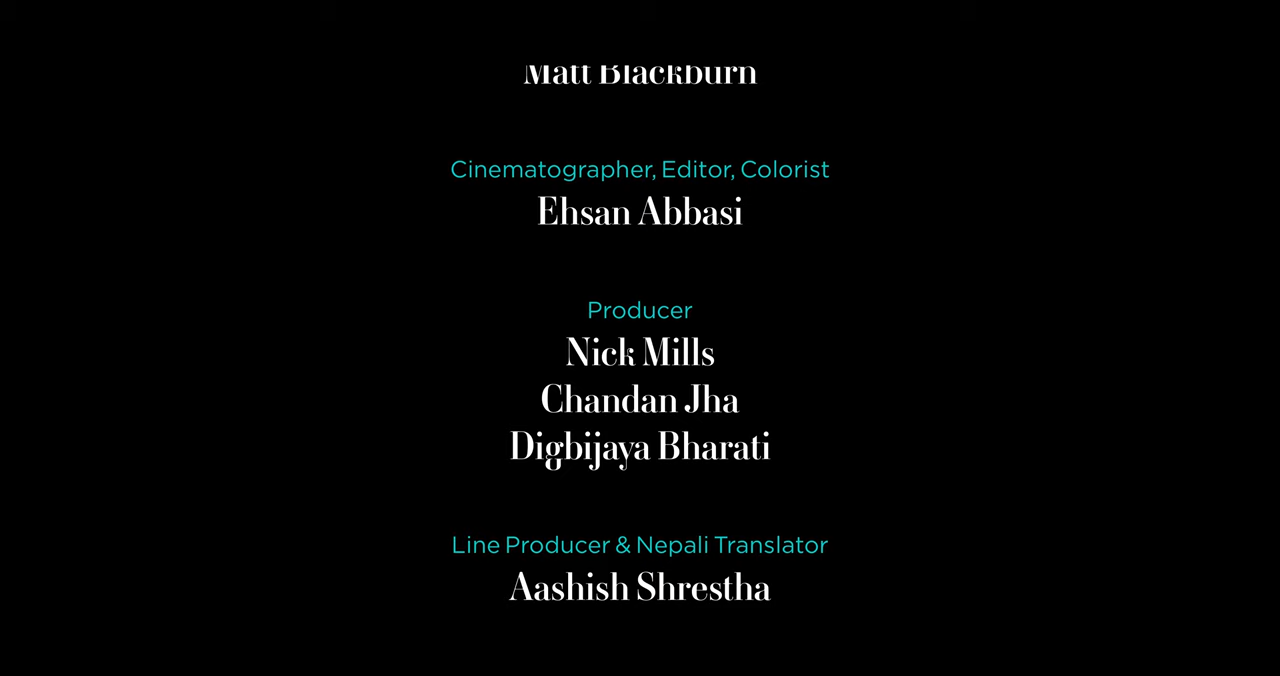 Matt Blackburn
Cinematographer, Editor, Colorist
Ehsan Abbasi
Producer
Nick Mills
Chandan Jha
Digbijaya Bharati
Line Producer & Nepali Translator
Aashish Shrestha